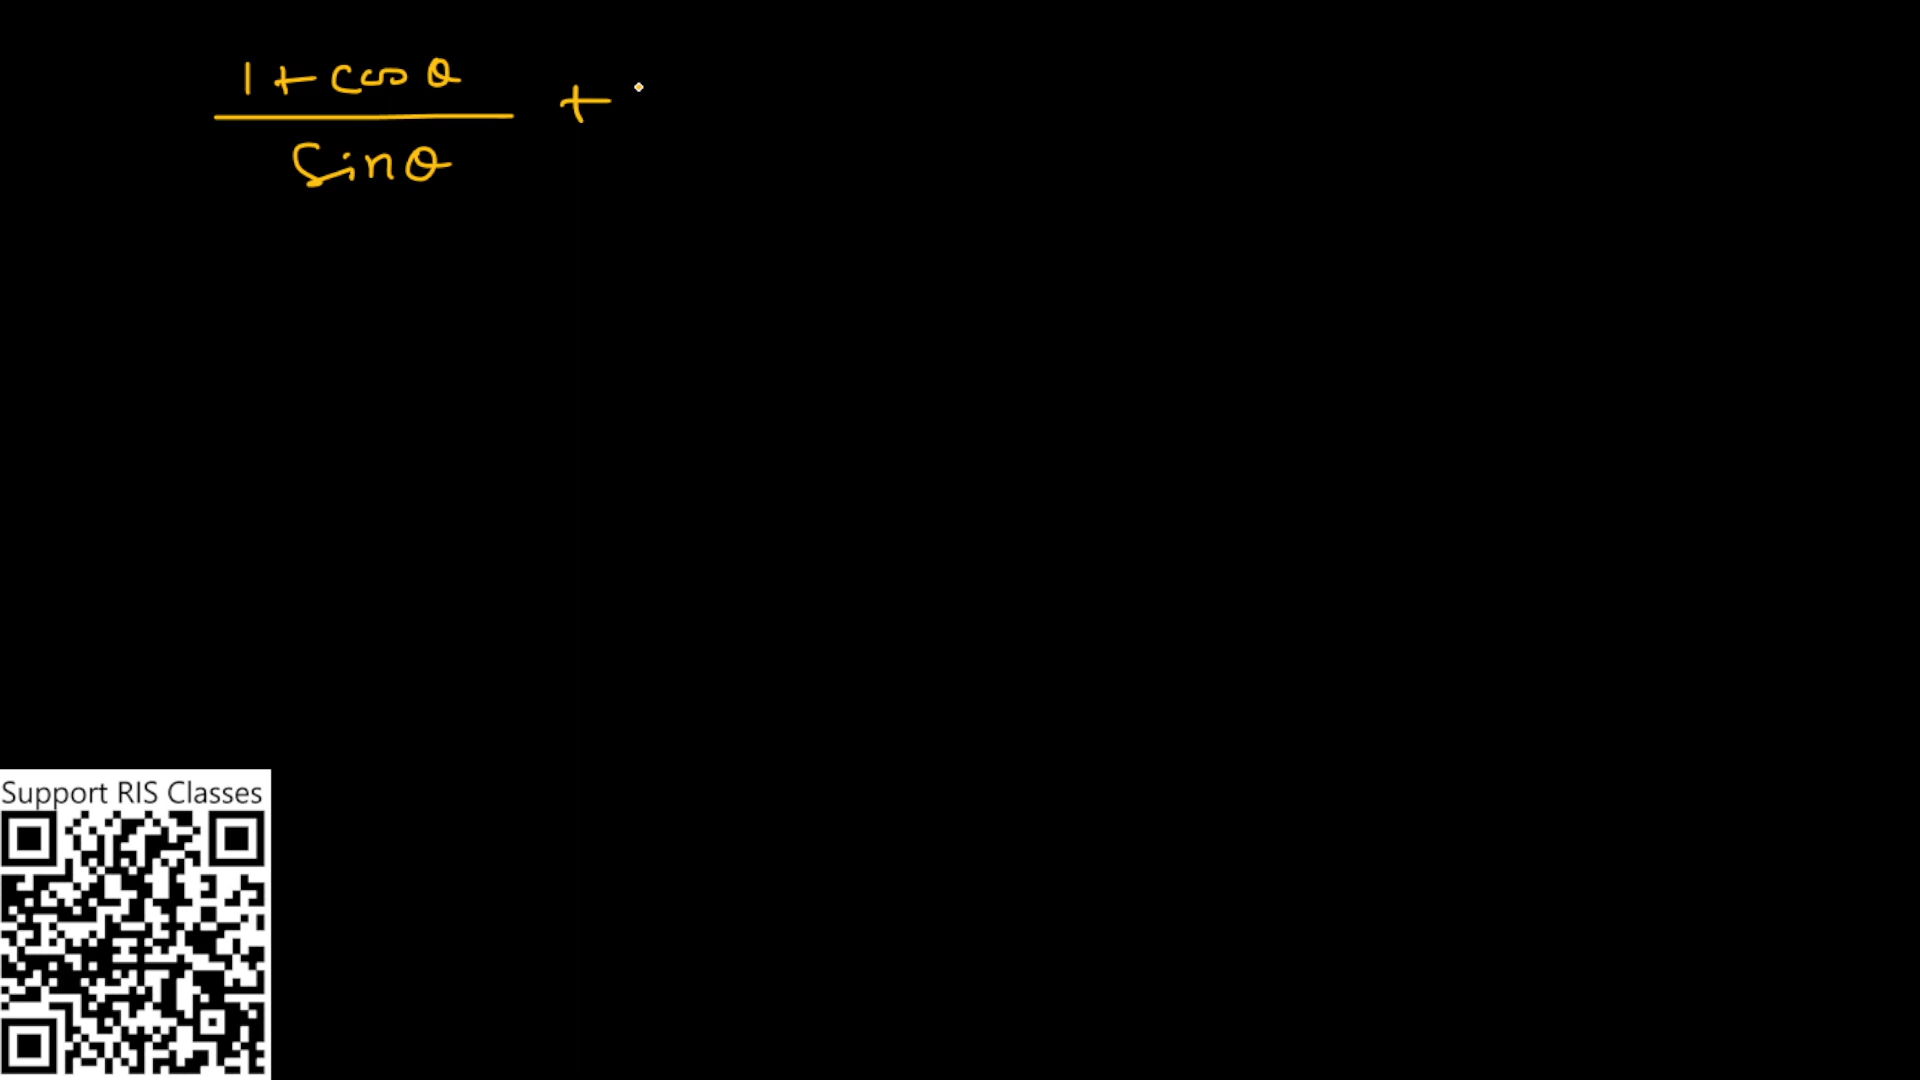 1 + cos θ
sin θ
+
Support RIS Classes